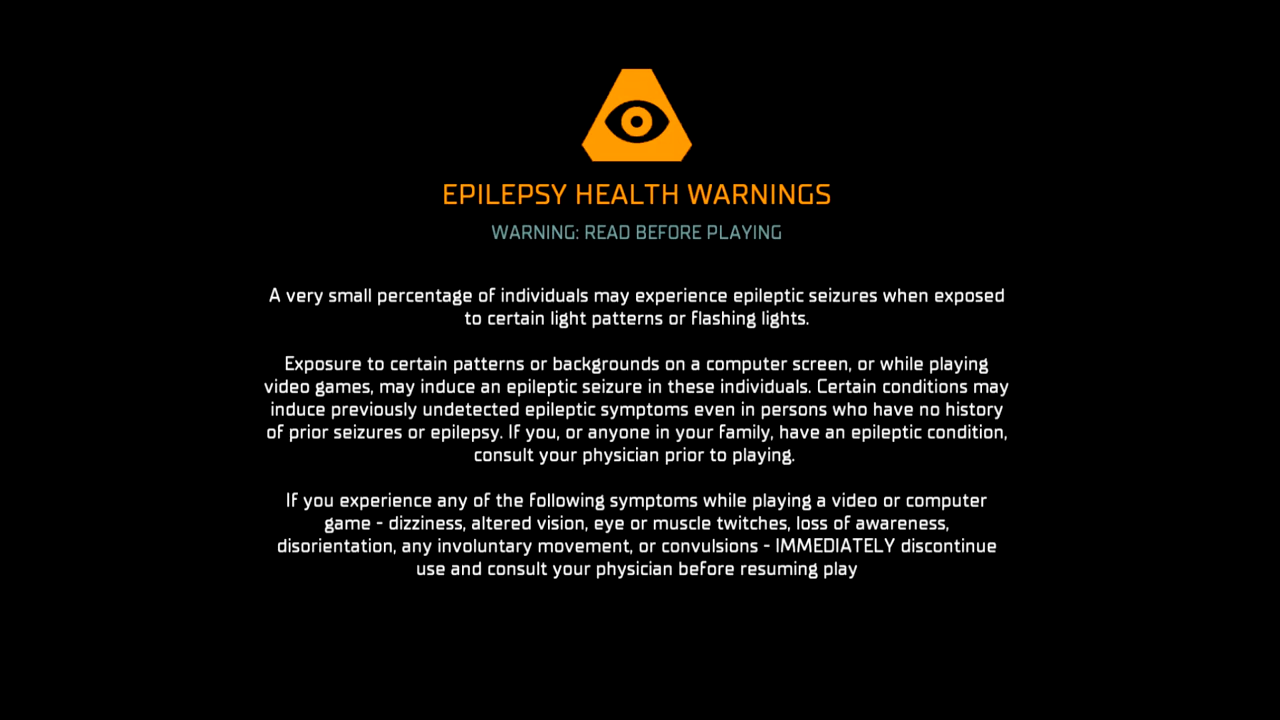 EPILEPSY HEALTH WARNINGS
WARNING: READ BEFORE PLAYING
A very small percentage of individuals may experience epileptic seizures when exposed
to certain light patterns or flashing lights.
Exposure to certain patterns or backgrounds on a computer screen, or while playing
video games, may induce an epileptic seizure in these individuals. Certain conditions may
induce previously undetected epileptic symptoms even in persons who have no history
of prior seizures or epilepsy. If you, or anyone in your family, have an epileptic condition,
consult your physician prior to playing.
If you experience any of the following symptoms while playing a video or computer
game - dizziness, altered vision, eye or muscle twitches, loss of awareness,
disorientation, any involuntary movement, or convulsions - IMMEDIATELY discontinue
use and consult your physician before resuming play